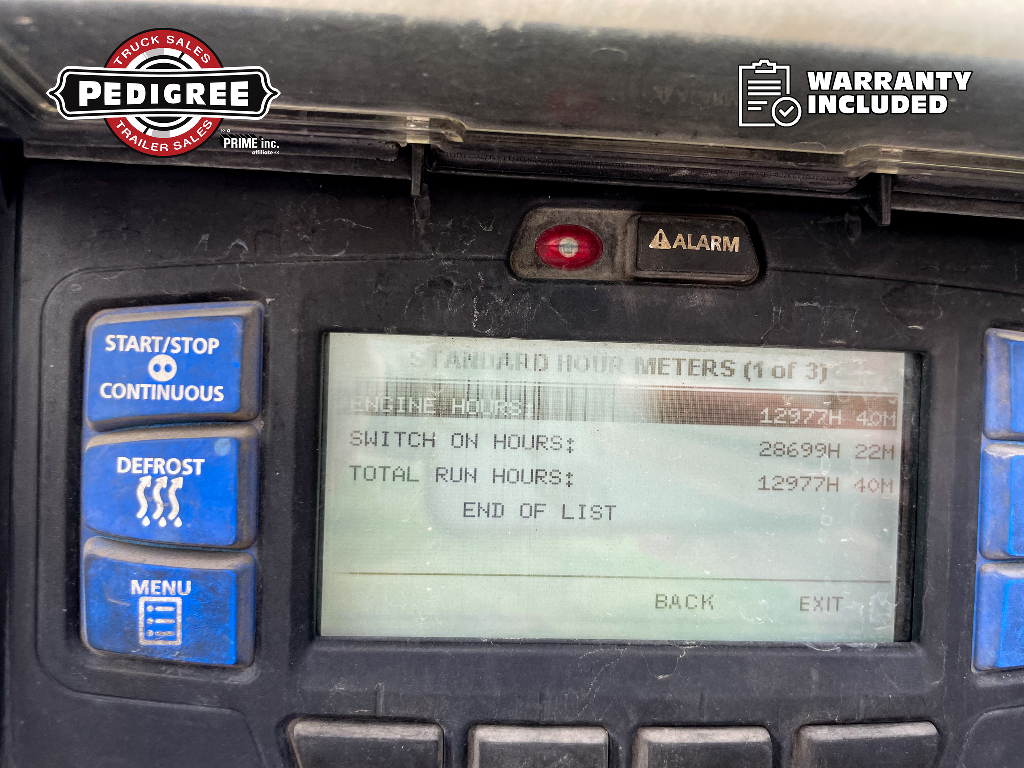 TRUCK SALES
PEDIGREE
TRAILER SALES
PRIME inc.
affiliate
WARRANTY
INCLUDED
ALARM
START/STOP
CONTINUOUS
DEFROST
MENU
STANDARD HOUR METERS (1 of 3)
ENGINE HOURS: 12977H 40M
SWITCH ON HOURS: 28699H 22M
TOTAL RUN HOURS: 12977H 40M
END OF LIST
BACK EXIT